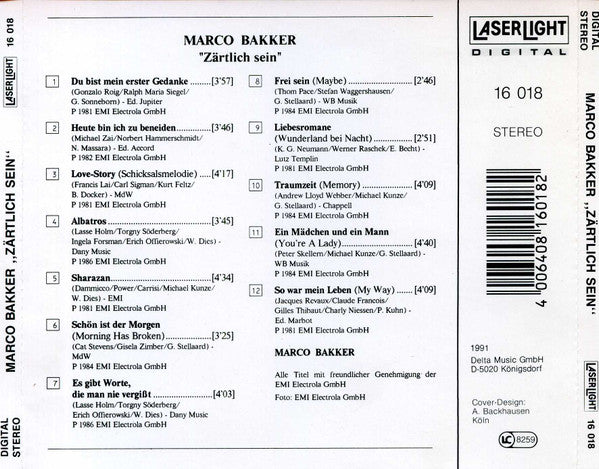 16 018
LASERLIGHT
MARCO BAKKER „ZÄRTLICH SEIN“
DIGITAL
STEREO
MARCO BAKKER
"Zärtlich sein"
1 Du bist mein erster Gedanke ........[3'57]
(Gonzalo Roig/Ralph Maria Siegel/
G. Sonneborn) - Ed. Jupiter
P 1981 EMI Electrola GmbH
2 Heute bin ich zu beneiden ............[3'46]
(Michael Zai/Norbert Hammerschmidt/
N. Massara) - Ed. Accord
P 1982 EMI Electrola GmbH
3 Love-Story (Schicksalsmelodie) ....[4'17]
(Francis Lai/Carl Sigman/Kurt Feltz/
B. Docker) - MdW
P 1981 EMI Electrola GmbH
4 Albatros ........................................[3'45]
(Lasse Holm/Torgny Söderberg/
Ingela Forsman/Erich Offierowski/W. Dies) -
Dany Music
P 1986 EMI Electrola GmbH
5 Sharazan ......................................[4'34]
(Dammicco/Power/Carrisi/Michael Kunze/
W. Dies) - EMI
P 1981 EMI Electrola GmbH
6 Schön ist der Morgen
(Morning Has Broken) ..................[3'25]
(Cat Stevens/Gisela Zimber/G. Stellaard) -
MdW
P 1984 EMI Electrola GmbH
7 Es gibt Worte,
die man nie vergißt ......................[4'03]
(Lasse Holm/Torgny Söderberg/
Erich Offierowski/W. Dies) - Dany Music
P 1986 EMI Electrola GmbH
8 Frei sein (Maybe) .........................[2'46]
(Thom Pace/Stefan Waggershausen/
G. Stellaard) - WB Musik
P 1984 EMI Electrola GmbH
9 Liebesromane
(Wunderland bei Nacht) ................[2'51]
(K. G. Neumann/Werner Raschek/E. Becht) -
Lutz Templin
P 1981 EMI Electrola GmbH
10 Traumzeit (Memory) ....................[4'09]
(Andrew Lloyd Webber/Michael Kunze/
G. Stellaard) - Chappell
P 1984 EMI Electrola GmbH
11 Ein Mädchen und ein Mann
(You're A Lady) ............................[4'40]
(Peter Skellern/Michael Kunze/G. Stellaard) -
WB Musik
P 1984 EMI Electrola GmbH
12 So war mein Leben (My Way) ......[4'09]
(Jacques Revaux/Claude Francois/
Gilles Thibaut/Charly Niessen/P. Kuhn) -
Ed. Marbot
P 1981 EMI Electrola GmbH
MARCO BAKKER
Alle Titel mit freundlicher Genehmigung der
EMI Electrola GmbH
Foto: EMI Electrola GmbH
LASERLIGHT
DIGITAL
16 018
STEREO
4 006408 160182
1991
Delta Music GmbH
D-5020 Königsdorf
Cover-Design:
A. Backhausen
Köln
LC 8259
DIGITAL
STEREO
MARCO BAKKER „ZÄRTLICH SEIN“
LASERLIGHT
16 018